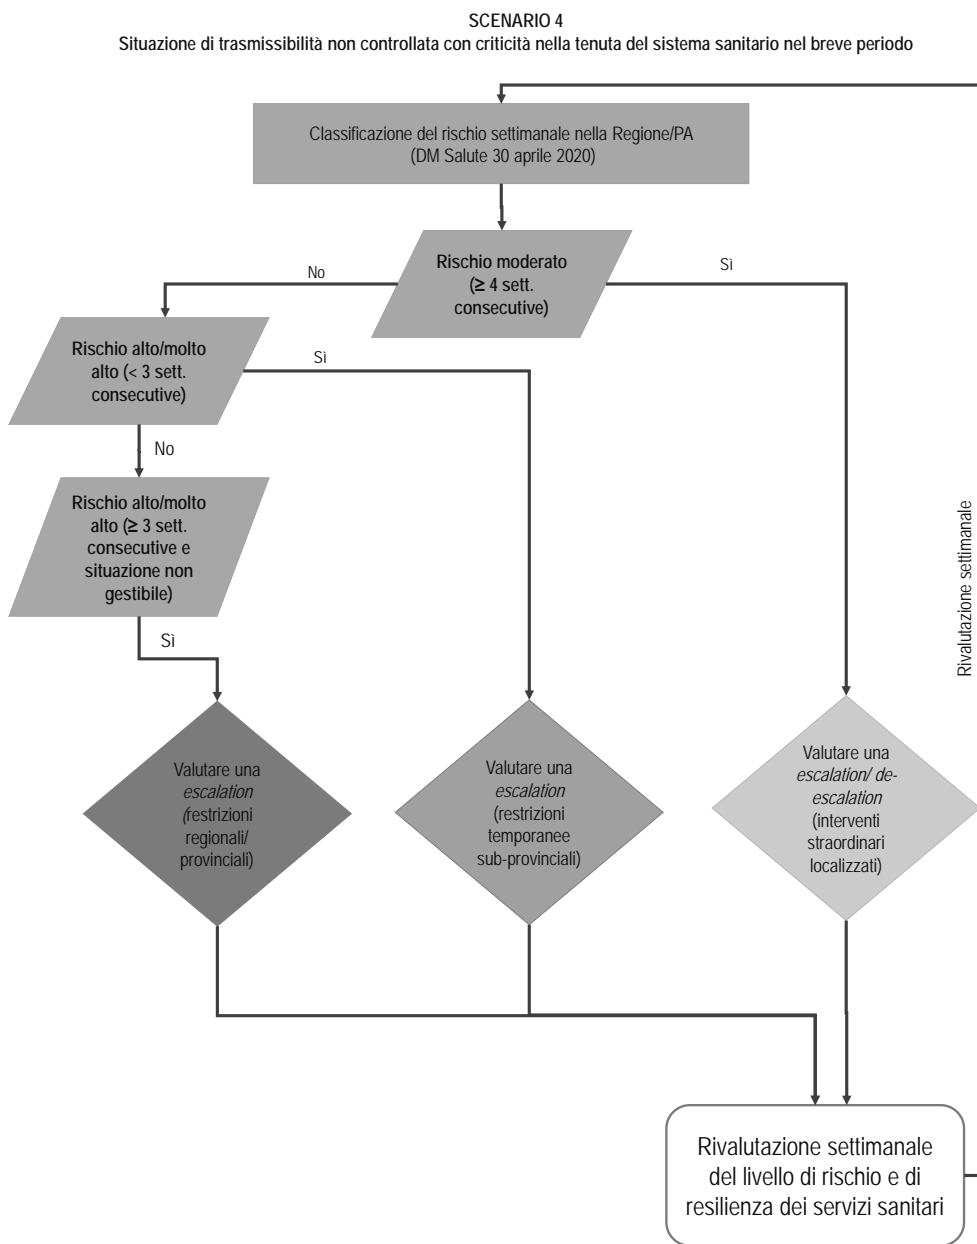 SCENARIO 4
Situazione di trasmissibilità non controllata con criticità nella tenuta del sistema sanitario nel breve periodo
Classificazione del rischio settimanale nella Regione/PA
(DM Salute 30 aprile 2020)
Rischio moderato
(≥ 4 sett.
consecutive)
No
Sì
Rischio alto/molto
alto (< 3 sett.
consecutive)
Sì
No
Rischio alto/molto
alto (≥ 3 sett.
consecutive e
situazione non
gestibile)
Sì
Rivalutazione settimanale
Valutare una
escalation
(restrizioni
regionali/
provinciali)
Valutare una
escalation
(restrizioni
temporanee
sub-provinciali)
Valutare una
escalation/ de-
escalation
(interventi
straordinari
localizzati)
Rivalutazione settimanale
del livello di rischio e di
resilienza dei servizi sanitari